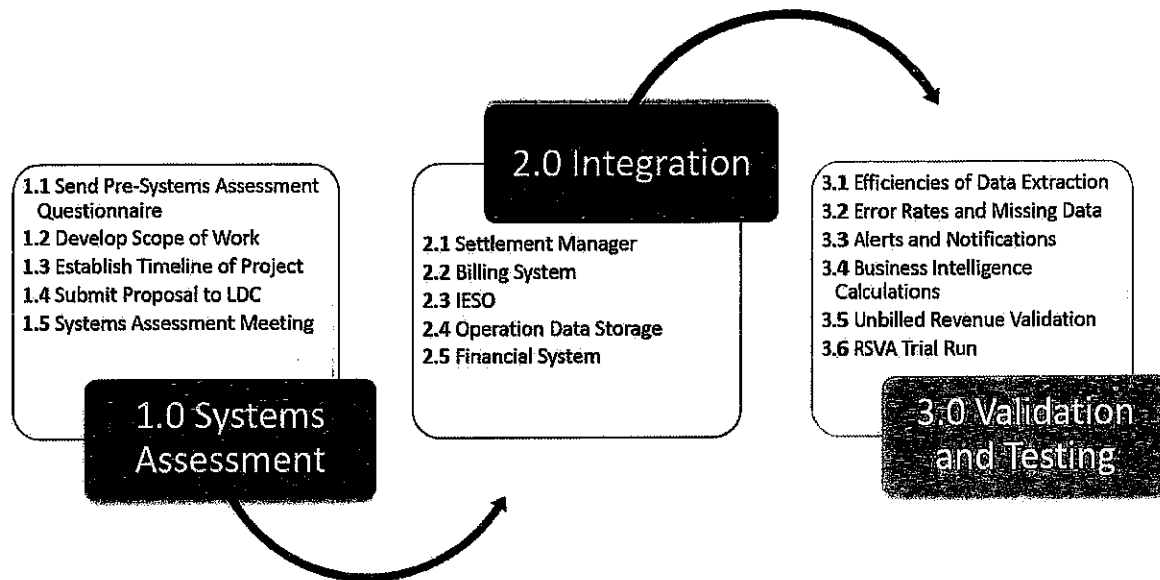 1.1 Send Pre-Systems Assessment
Questionnaire
1.2 Develop Scope of Work
1.3 Establish Timeline of Project
1.4 Submit Proposal to LDC
1.5 Systems Assessment Meeting
1.0 Systems
Assessment
2.0 Integration
2.1 Settlement Manager
2.2 Billing System
2.3 IESO
2.4 Operation Data Storage
2.5 Financial System
3.1 Efficiencies of Data Extraction
3.2 Error Rates and Missing Data
3.3 Alerts and Notifications
3.4 Business Intelligence
Calculations
3.5 Unbilled Revenue Validation
3.6 RSVA Trial Run
3.0 Validation
and Testing